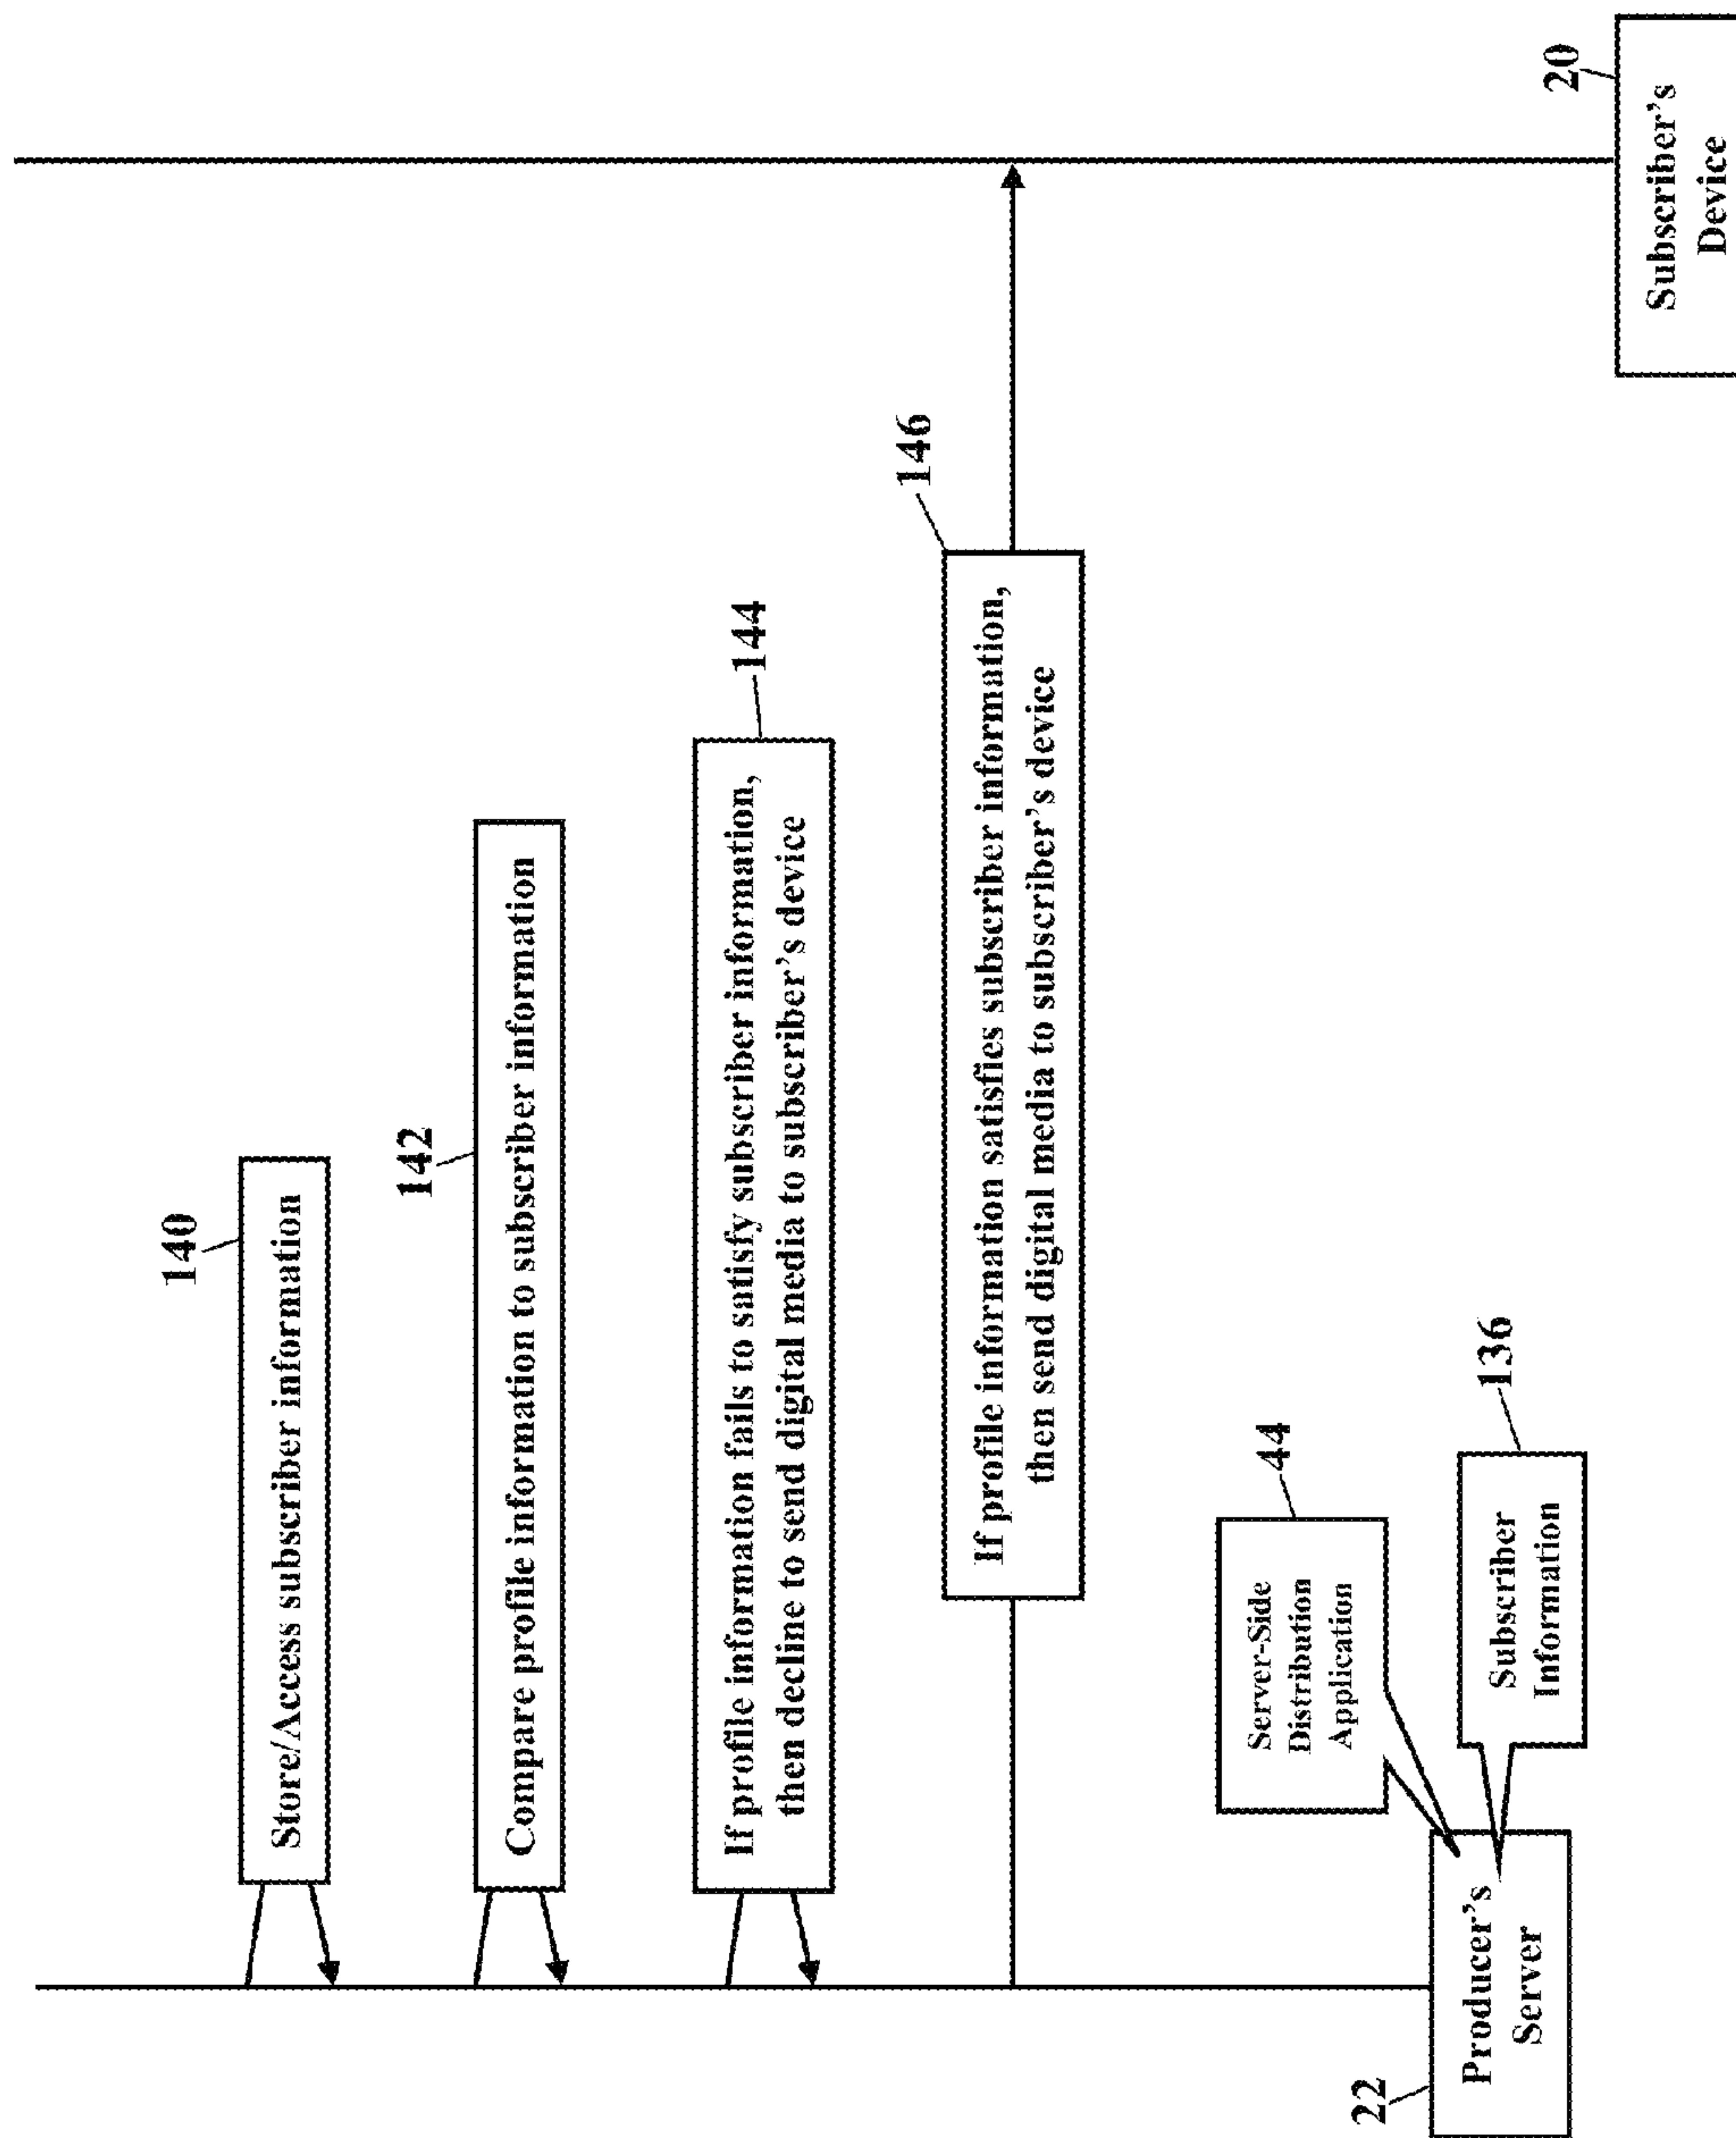 140
Store/Access subscriber information
142
Compare profile information to subscriber information
144
If profile information fails to satisfy subscriber information,
then decline to send digital media to subscriber's device
146
If profile information satisfies subscriber information,
then send digital media to subscriber's device
44
Server-Side
Distribution
Application
136
Subscriber
Information
22
Producer's
Server
20
Subscriber's
Device